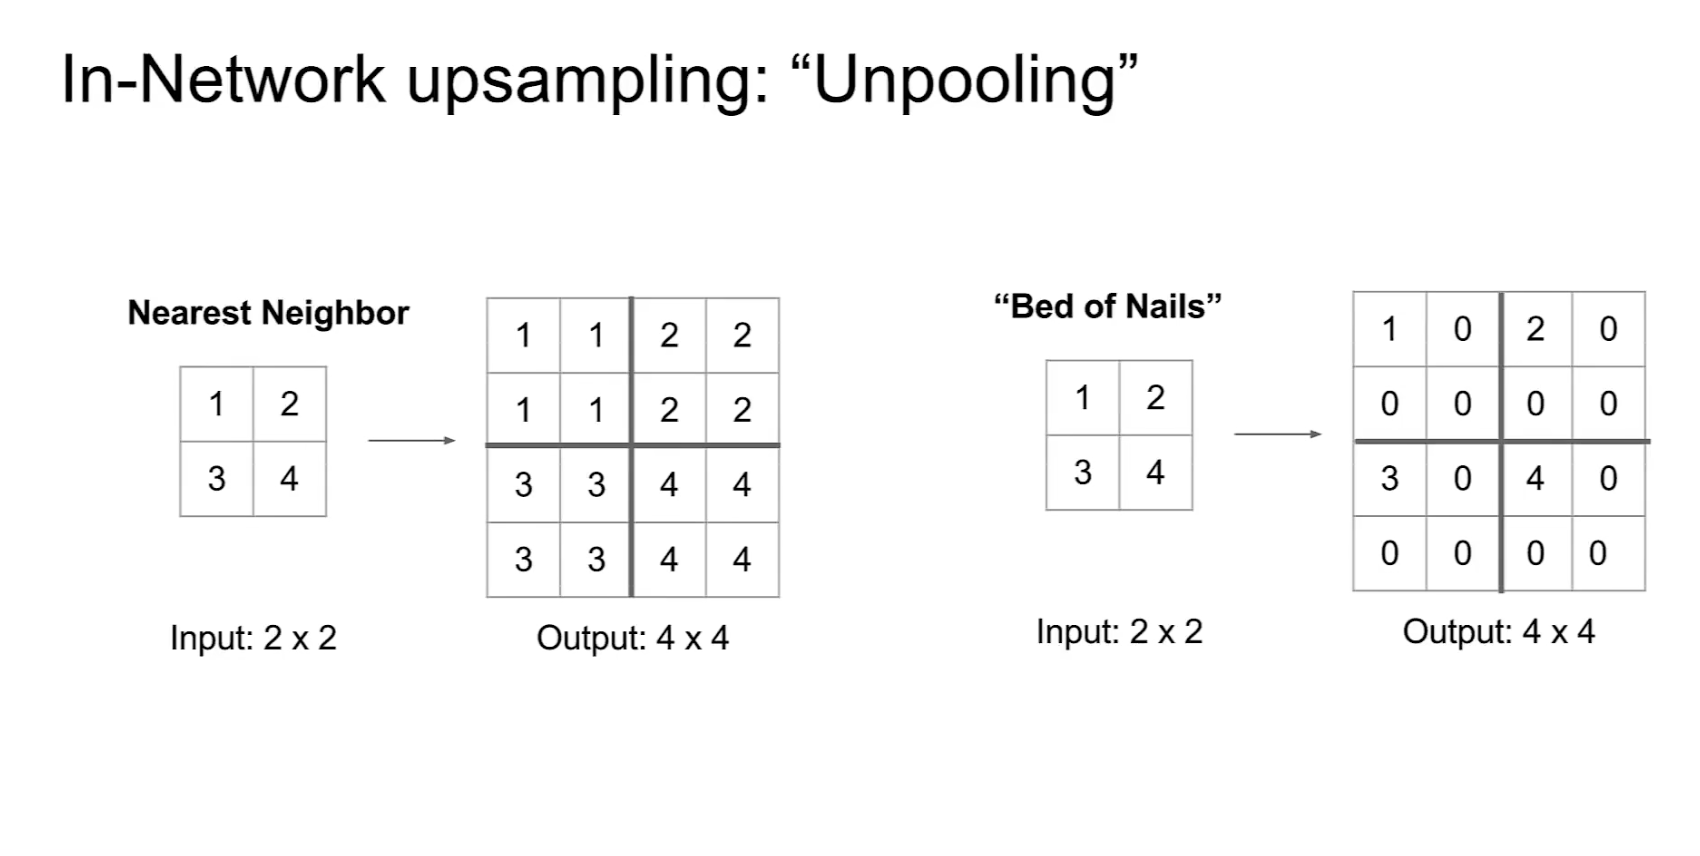 In-Network upsampling: “Unpooling”
Nearest Neighbor
1 2
3 4
Input: 2 x 2
1 1 2 2
1 1 2 2
3 3 4 4
3 3 4 4
Output: 4 x 4
“Bed of Nails”
1 2
3 4
Input: 2 x 2
1 0 2 0
0 0 0 0
3 0 4 0
0 0 0 0
Output: 4 x 4